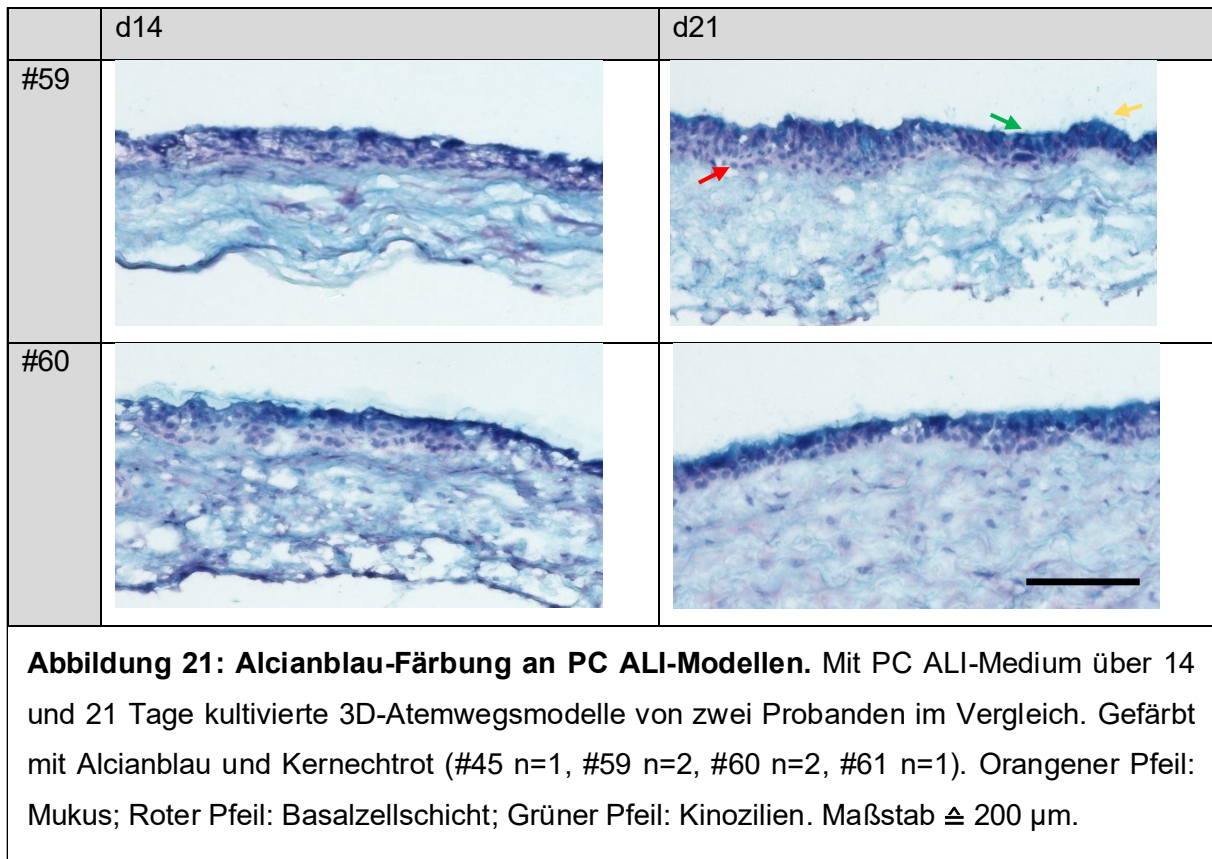 d14 d21
#59
#60
Abbildung 21: Alcianblau-Färbung an PC ALI-Modellen. Mit PC ALI-Medium über 14
und 21 Tage kultivierte 3D-Atemwegsmodelle von zwei Probanden im Vergleich. Gefärbt
mit Alcianblau und Kernechtrot (#45 n=1, #59 n=2, #60 n=2, #61 n=1). Orangener Pfeil:
Mukus; Roter Pfeil: Basalzellschicht; Grüner Pfeil: Kinozilien. Maßstab ≙ 200 µm.